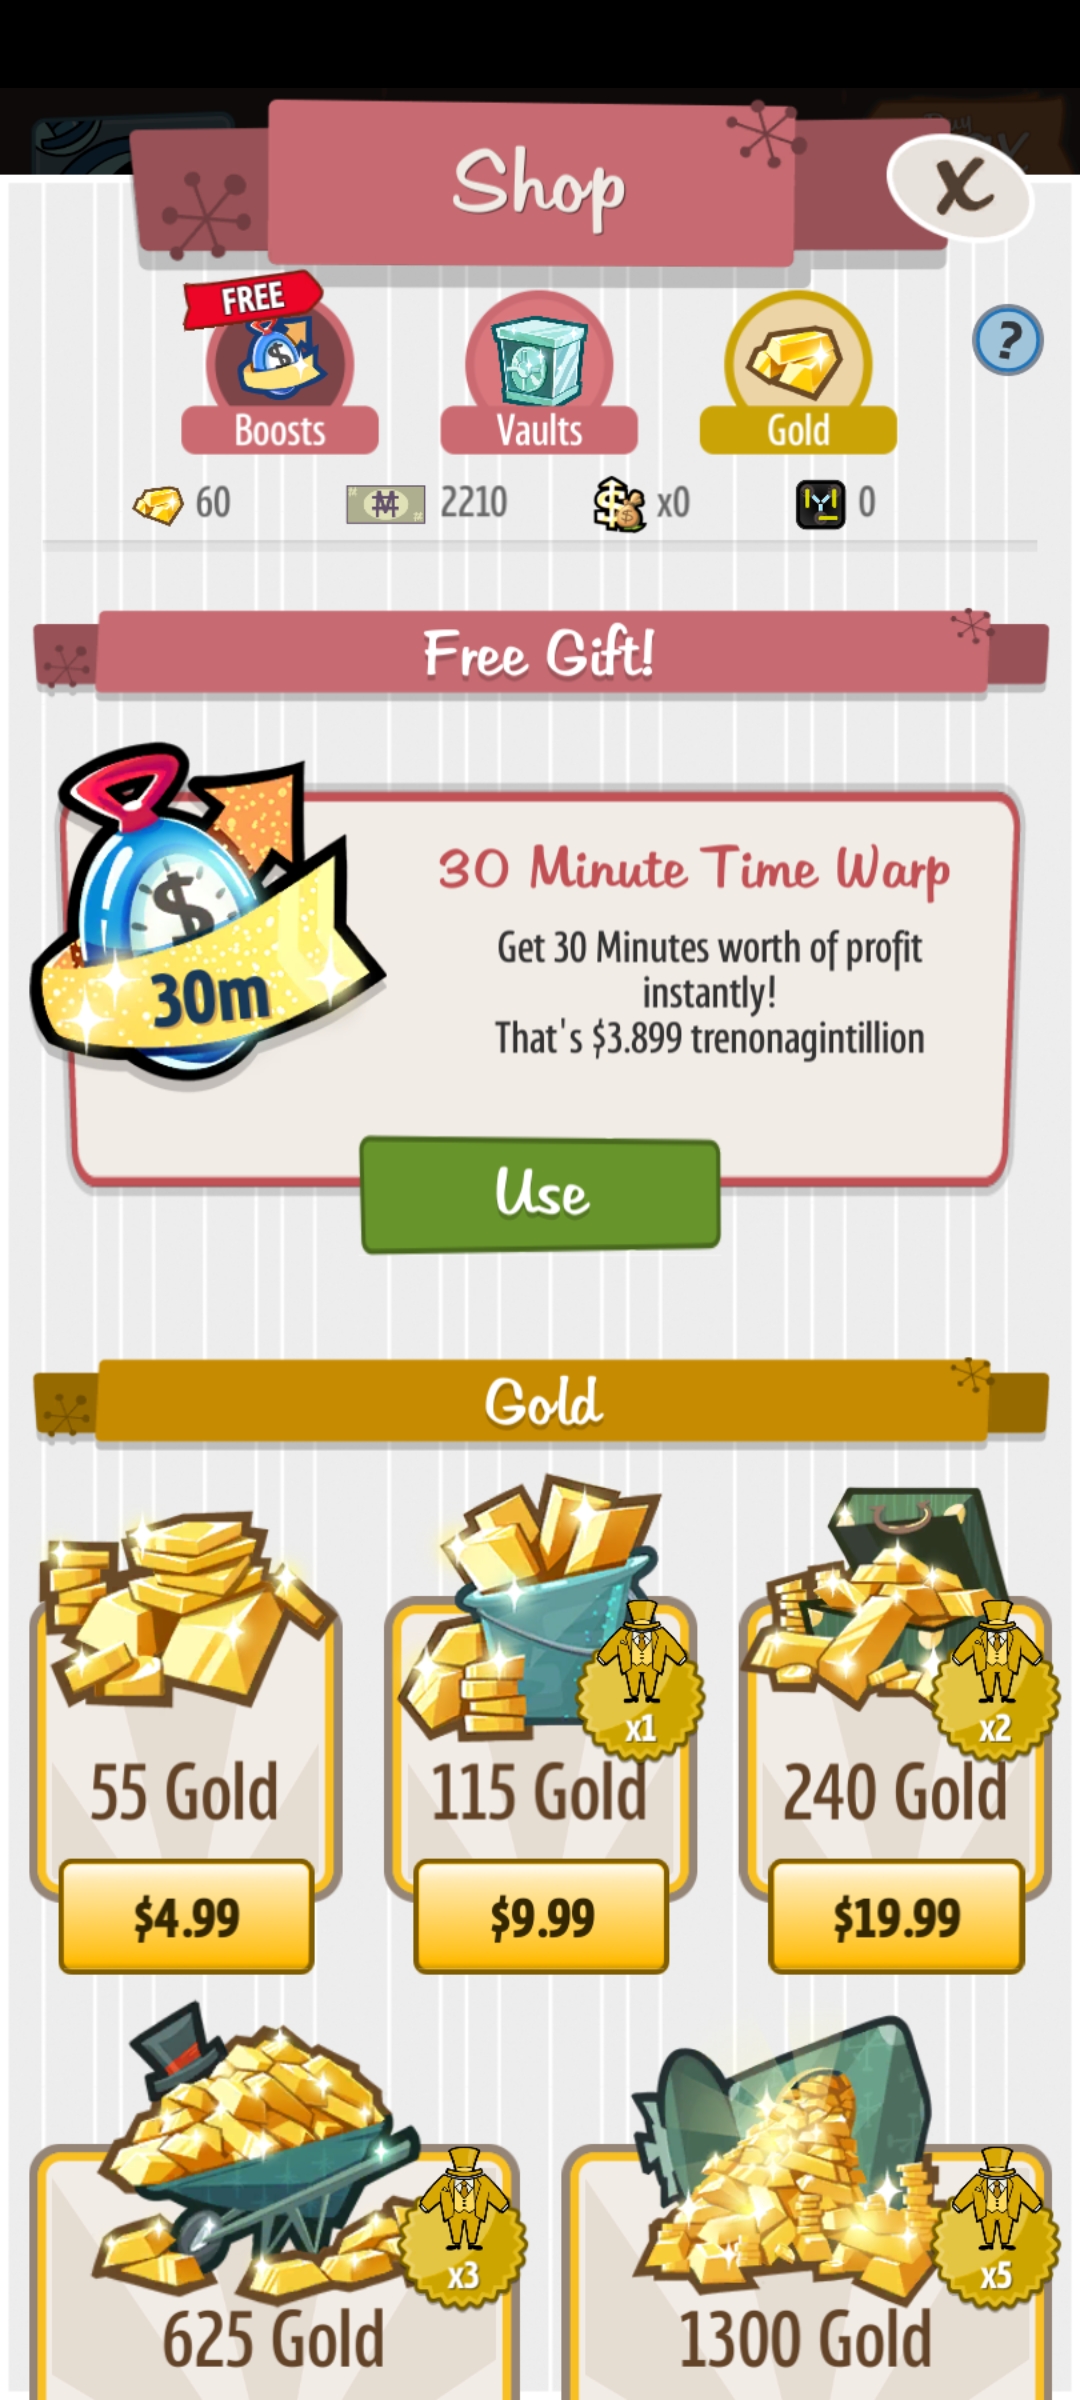 Shop
X
FREE
Boosts
Vaults
Gold
?
60
2210
x0
0
Free Gift!
30m
30 Minute Time Warp
Get 30 Minutes worth of profit
instantly!
That's $3.899 trenonagintillion
Use
Gold
x1
x2
55 Gold
115 Gold
240 Gold
$4.99
$9.99
$19.99
x3
x5
625 Gold
1300 Gold